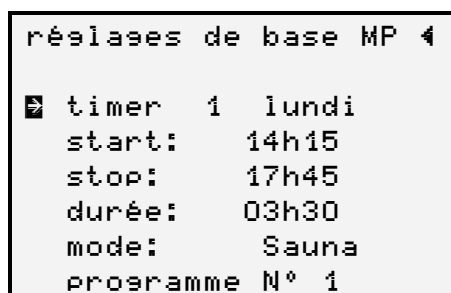 réglages de base MP
timer 1 lundi
start: 14h15
stop: 17h45
durée: 03h30
mode: Sauna
programme N° 1